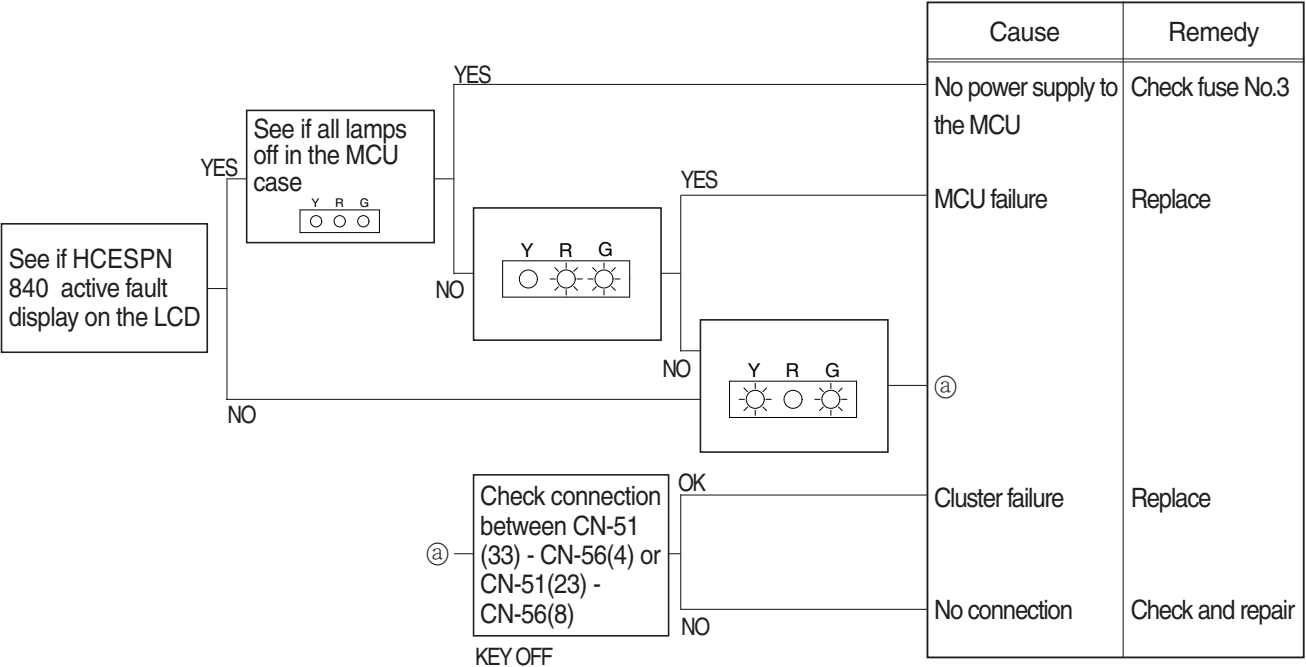 Cause
Remedy
YES
No power supply to
the MCU
Check fuse No.3
See if all lamps
off in the MCU
case
Y R G
YES
YES
MCU failure
Replace
Y R G
See if HCESPN
840 active fault
display on the LCD
NO
NO
Y R G
ⓐ
NO
OK
Check connection
between CN-51
(33) - CN-56(4) or
CN-51(23) -
CN-56(8)
Cluster failure
Replace
ⓐ
No connection
Check and repair
NO
KEY OFF